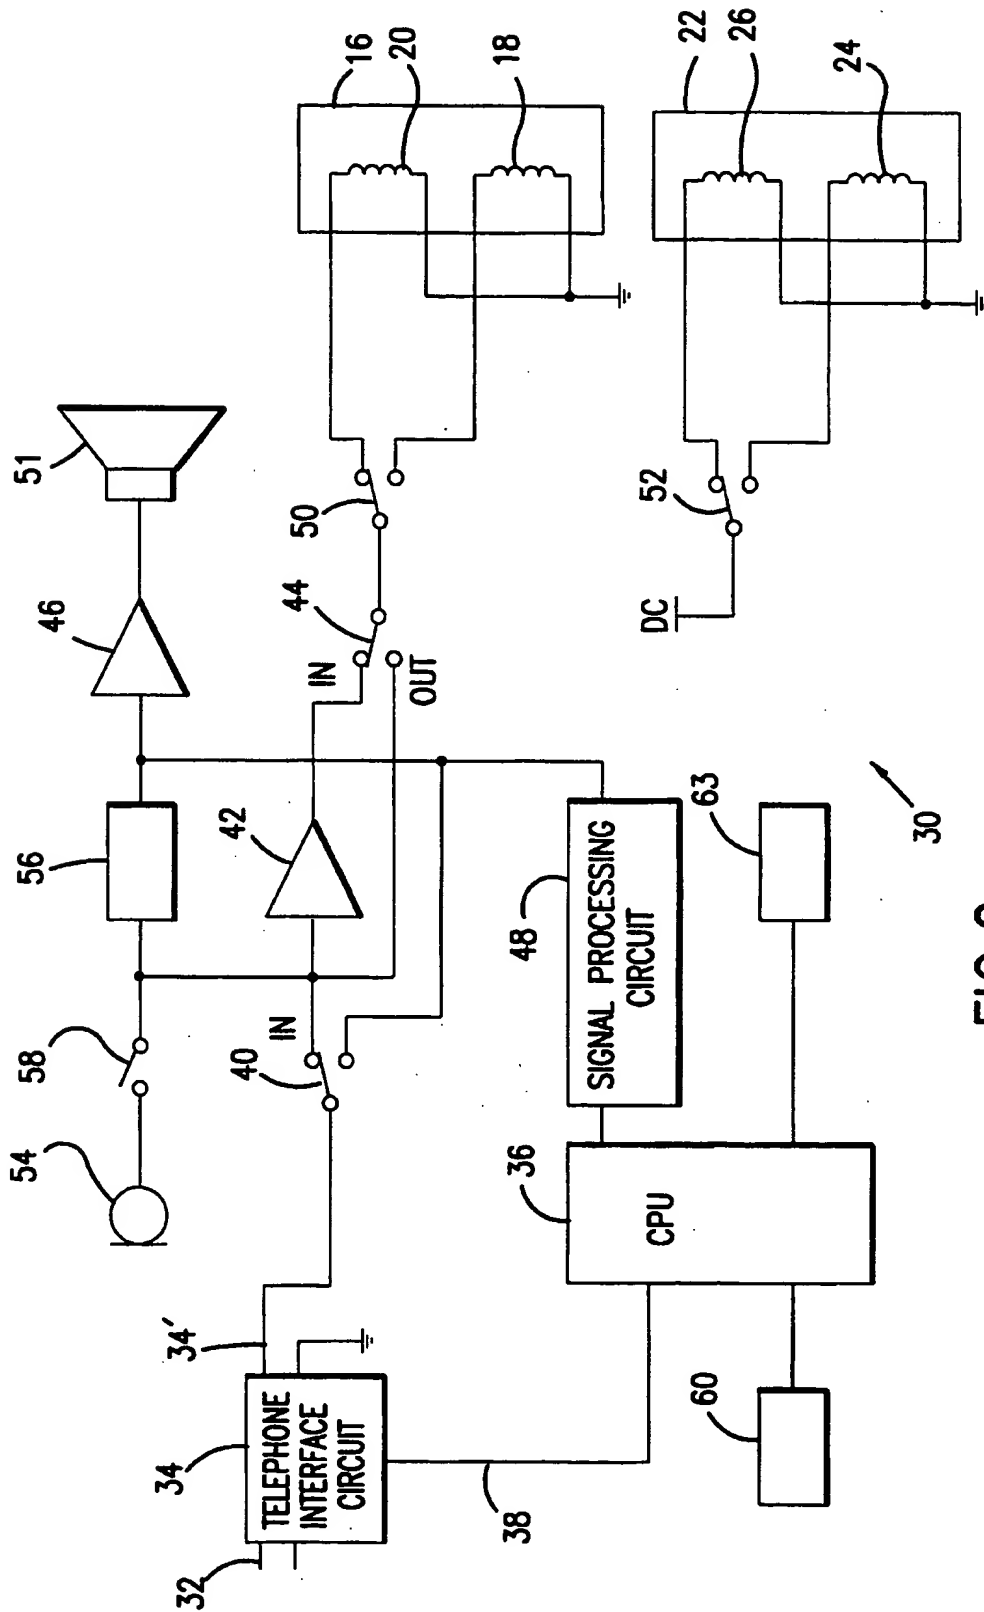 54
58
56
46
51
32
34
34'
TELEPHONE
INTERFACE
CIRCUIT
40
IN
42
IN
OUT
44
50
16
20
18
38
36
CPU
48
SIGNAL PROCESSING
CIRCUIT
DC
52
22
26
24
60
63
30